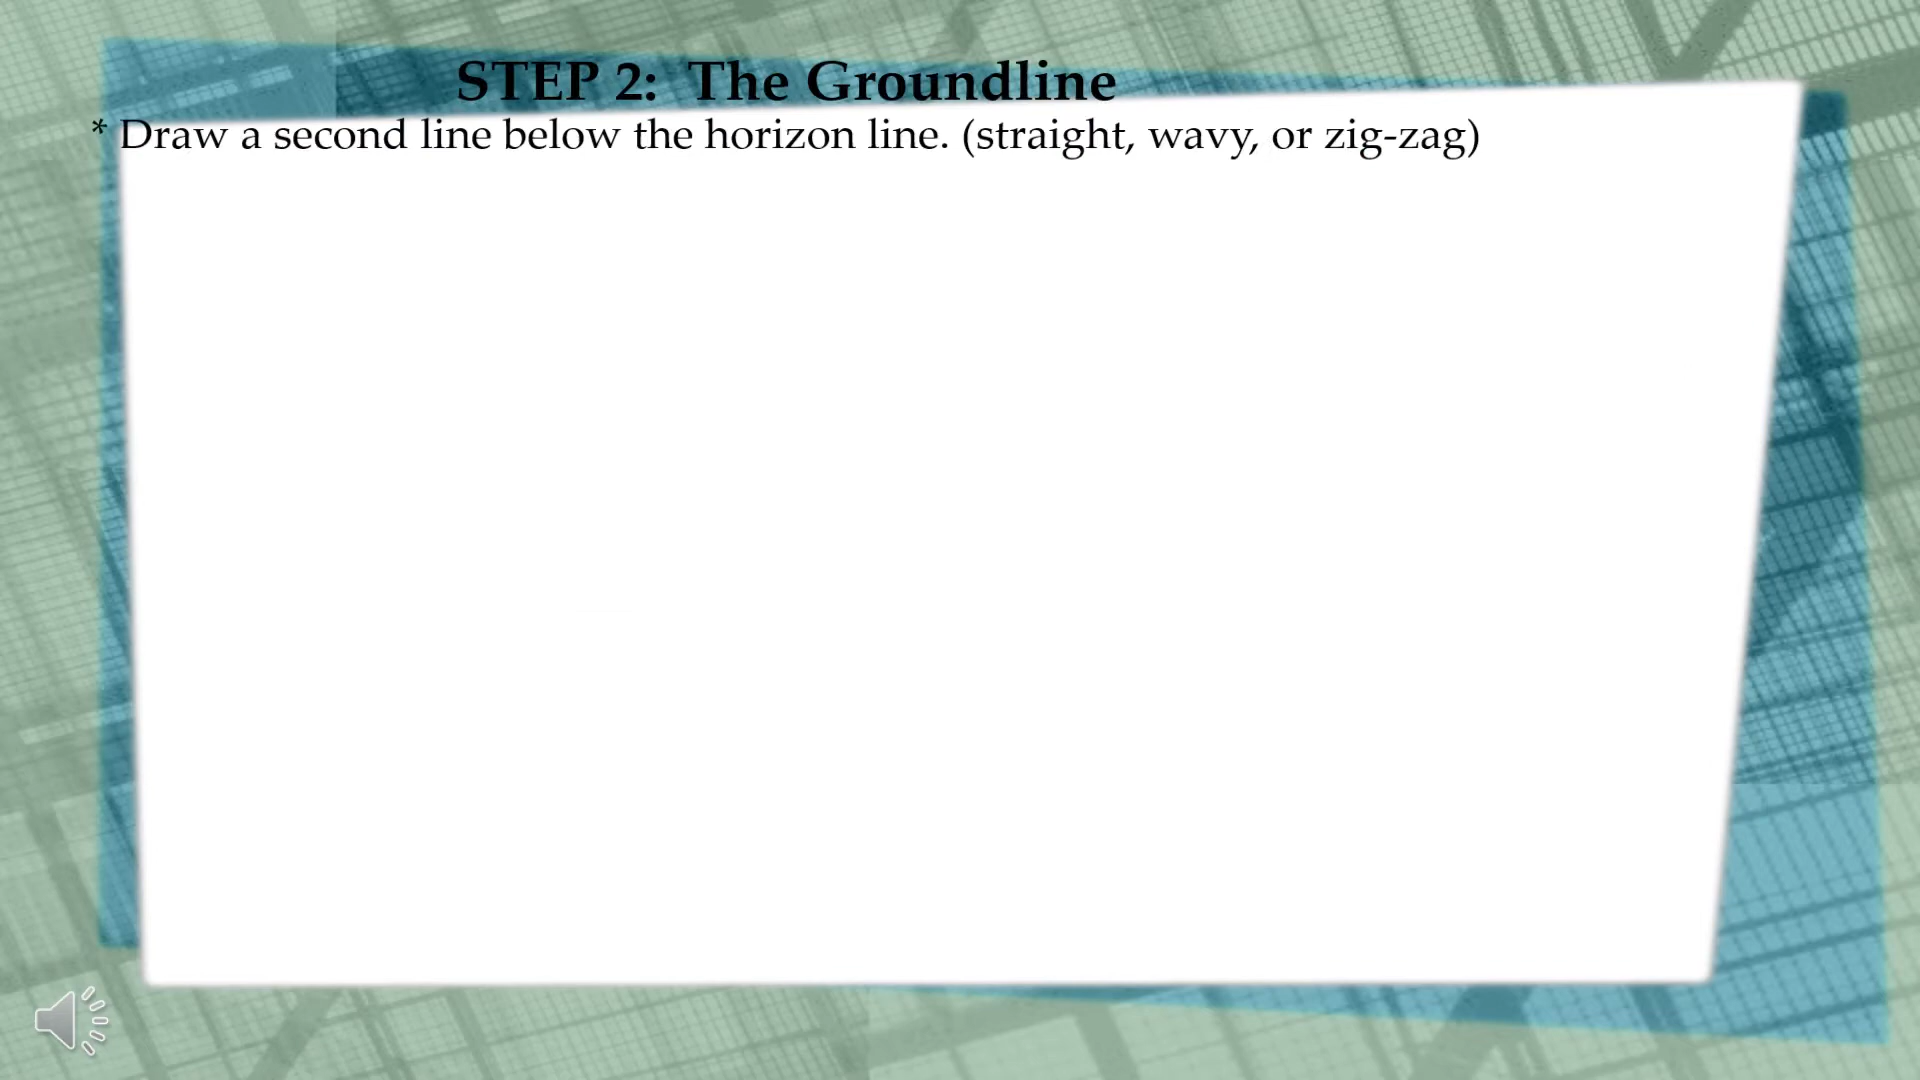 STEP 2: The Groundline
* Draw a second line below the horizon line. (straight, wavy, or zig-zag)